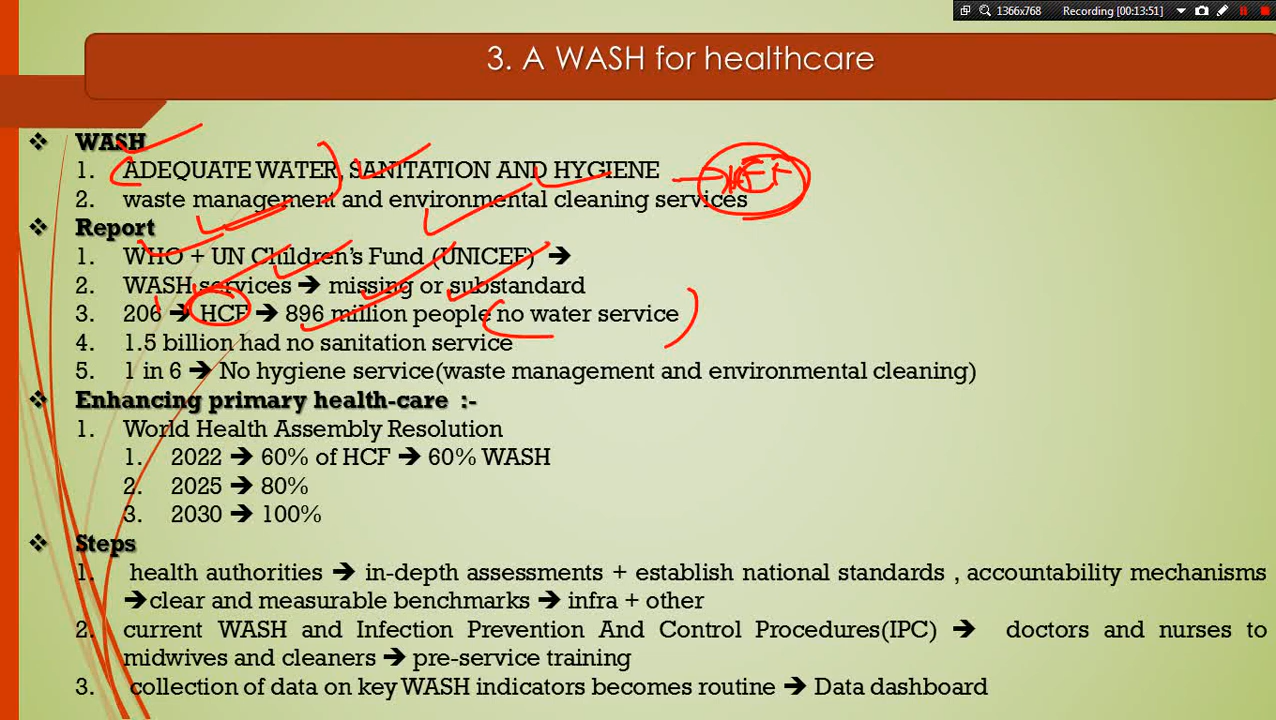 1366x768 Recording [00:13:51]
3. A WASH for healthcare
❖ WASH
1. ADEQUATE WATER, SANITATION AND HYGIENE
2. waste management and environmental cleaning services
❖ Report
1. WHO + UN Children's Fund (UNICEF) ➔
2. WASH services ➔ missing or substandard
3. 206 ➔ HCF ➔ 896 million people no water service
4. 1.5 billion had no sanitation service
5. 1 in 6 ➔ No hygiene service(waste management and environmental cleaning)
❖ Enhancing primary health-care :-
1. World Health Assembly Resolution
1. 2022 ➔ 60% of HCF ➔ 60% WASH
2. 2025 ➔ 80%
3. 2030 ➔ 100%
❖ Steps
1. health authorities ➔ in-depth assessments + establish national standards , accountability mechanisms
➔clear and measurable benchmarks ➔ infra + other
2. current WASH and Infection Prevention And Control Procedures(IPC) ➔ doctors and nurses to
midwives and cleaners ➔ pre-service training
3. collection of data on key WASH indicators becomes routine ➔ Data dashboard